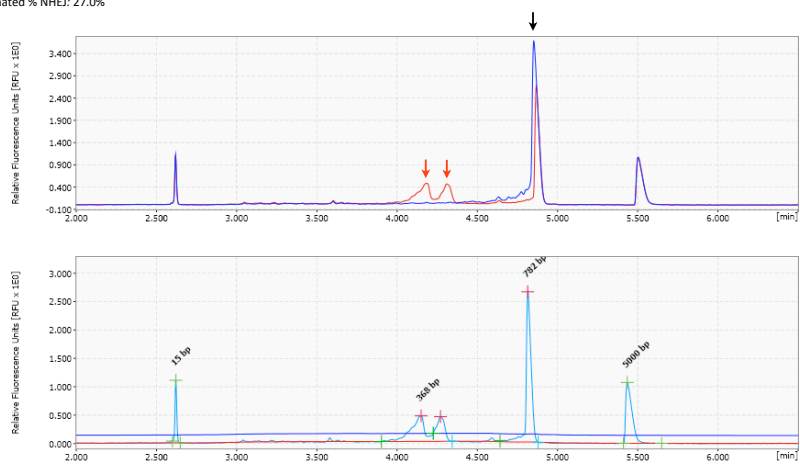 nated % NHEJ: 27.0%
Relative Fluorescence Units [RFU x 1E0]
3.400
2.900
2.400
1.900
1.400
0.900
0.400
-0.100
2.000 2.500 3.000 3.500 4.000 4.500 5.000 5.500 6.000 [min]
Relative Fluorescence Units [RFU x 1E0]
3.000
2.500
2.000
1.500
1.000
0.500
0.000
15 bp
368 bp
782 bp
5000 bp
2.000 2.500 3.000 3.500 4.000 4.500 5.000 5.500 6.000 [min]